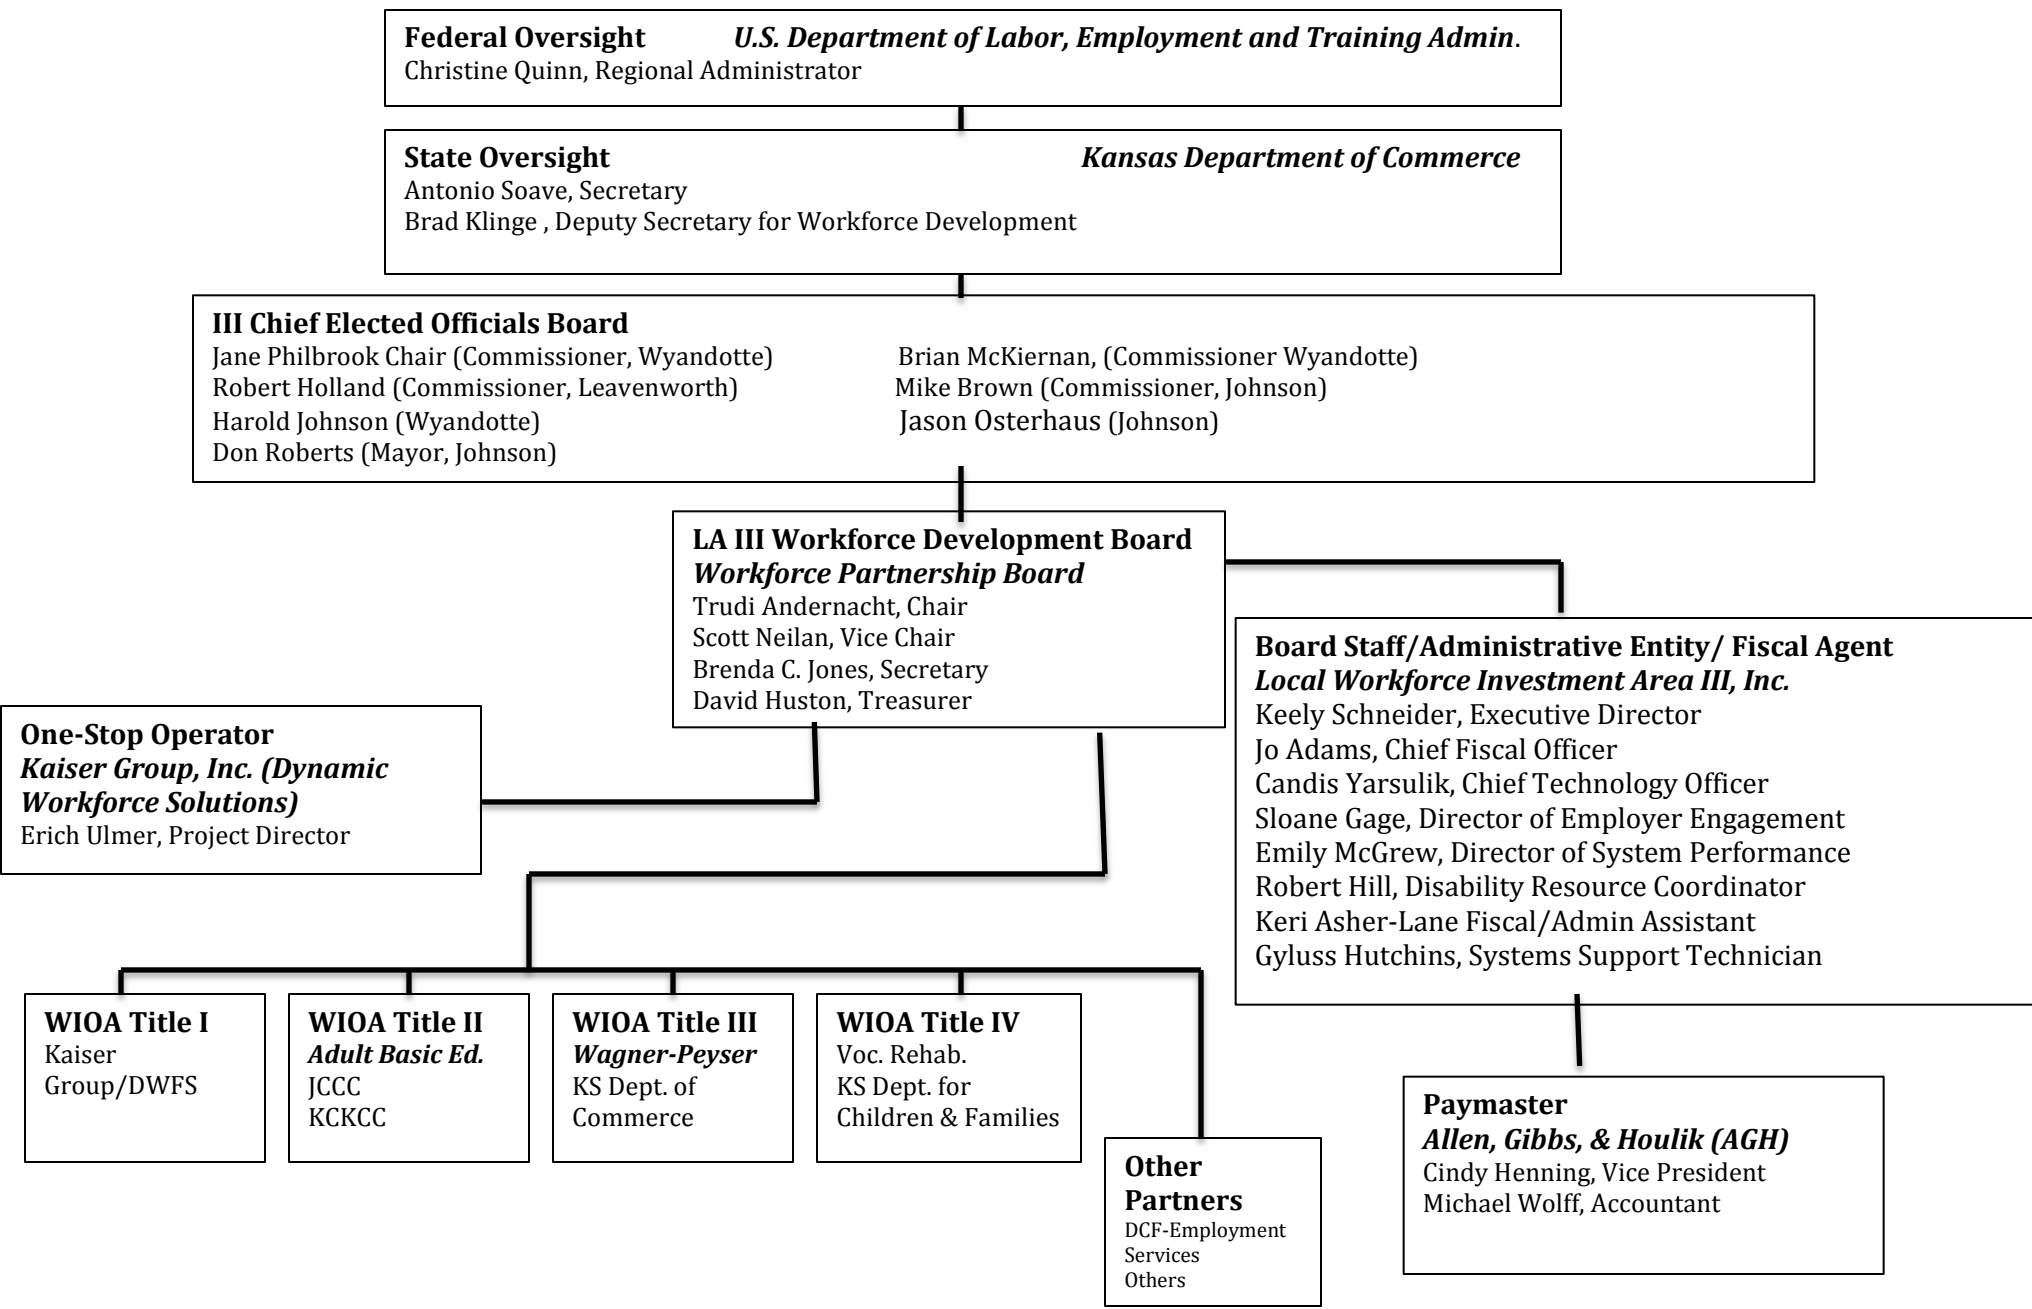 Federal Oversight U.S. Department of Labor, Employment and Training Admin.
Christine Quinn, Regional Administrator
State Oversight Kansas Department of Commerce
Antonio Soave, Secretary
Brad Klinge , Deputy Secretary for Workforce Development
III Chief Elected Officials Board
Jane Philbrook Chair (Commissioner, Wyandotte) Brian McKiernan, (Commissioner Wyandotte)
Robert Holland (Commissioner, Leavenworth) Mike Brown (Commissioner, Johnson)
Harold Johnson (Wyandotte) Jason Osterhaus (Johnson)
Don Roberts (Mayor, Johnson)
LA III Workforce Development Board
Workforce Partnership Board
Trudi Andernacht, Chair
Scott Neilan, Vice Chair
Brenda C. Jones, Secretary
David Huston, Treasurer
Board Staff/Administrative Entity/ Fiscal Agent
Local Workforce Investment Area III, Inc.
Keely Schneider, Executive Director
Jo Adams, Chief Fiscal Officer
Candis Yarsulik, Chief Technology Officer
Sloane Gage, Director of Employer Engagement
Emily McGrew, Director of System Performance
Robert Hill, Disability Resource Coordinator
Keri Asher-Lane Fiscal/Admin Assistant
Gyluss Hutchins, Systems Support Technician
One-Stop Operator
Kaiser Group, Inc. (Dynamic
Workforce Solutions)
Erich Ulmer, Project Director
WIOA Title I
Kaiser
Group/DWFS
WIOA Title II
Adult Basic Ed.
JCCC
KCKCC
WIOA Title III
Wagner-Peyser
KS Dept. of
Commerce
WIOA Title IV
Voc. Rehab.
KS Dept. for
Children & Families
Other
Partners
DCF-Employment
Services
Others
Paymaster
Allen, Gibbs, & Houlik (AGH)
Cindy Henning, Vice President
Michael Wolff, Accountant